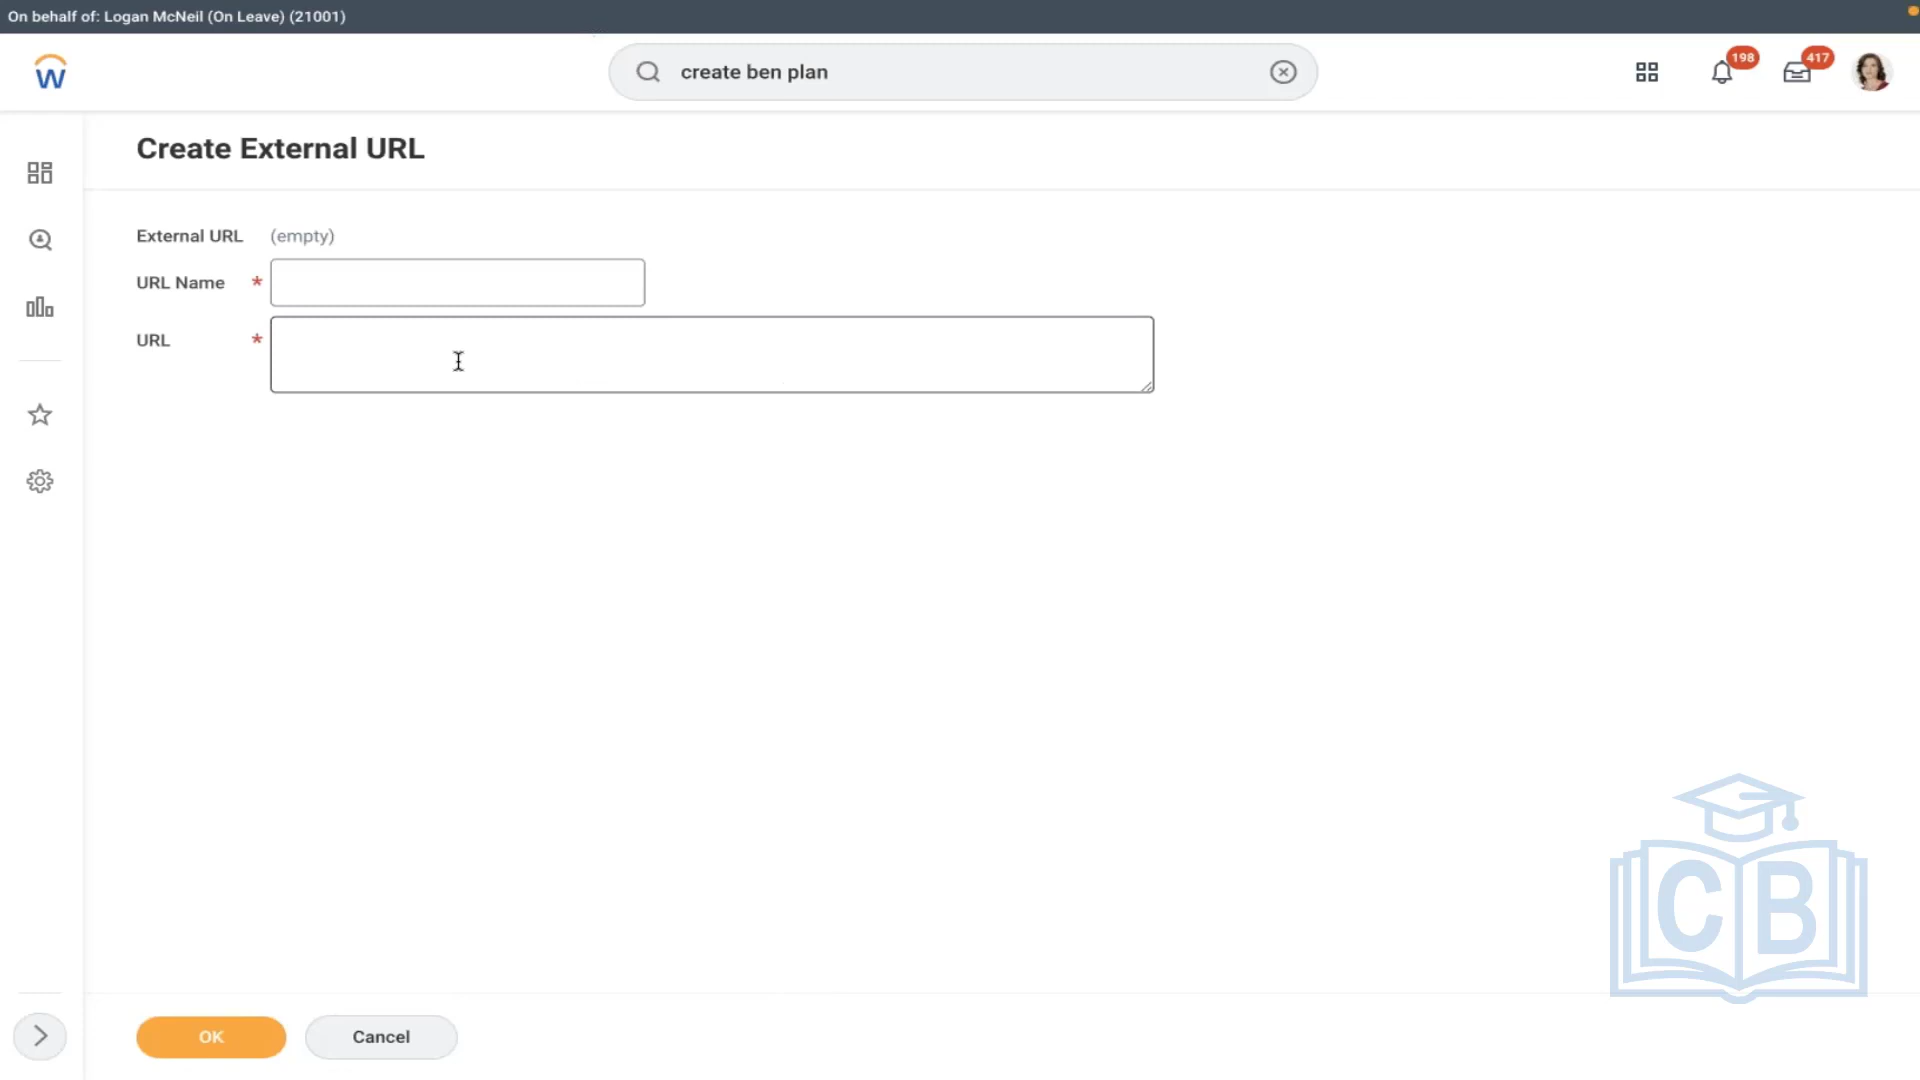 On behalf of: Logan McNeil (On Leave) (21001)
W
create ben plan
198
417
Create External URL
External URL (empty)
URL Name *
URL *
CB
OK
Cancel